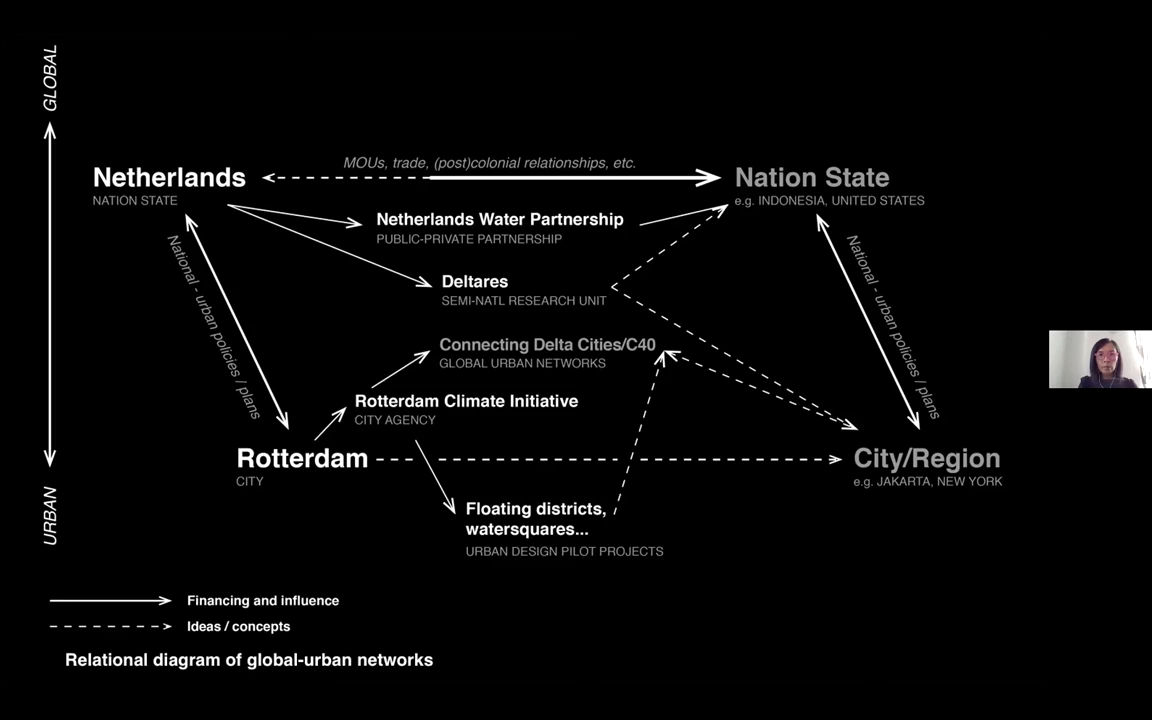 GLOBAL
MOUs, trade, (post)colonial relationships, etc.
Netherlands
NATION STATE
Nation State
e.g. INDONESIA, UNITED STATES
Netherlands Water Partnership
PUBLIC-PRIVATE PARTNERSHIP
National - urban policies / plans
Deltares
SEMI-NATL RESEARCH UNIT
National - urban policies / plans
Connecting Delta Cities/C40
GLOBAL URBAN NETWORKS
Rotterdam Climate Initiative
CITY AGENCY
Rotterdam
CITY
City/Region
e.g. JAKARTA, NEW YORK
URBAN
Floating districts,
watersquares...
URBAN DESIGN PILOT PROJECTS
Financing and influence
Ideas / concepts
Relational diagram of global-urban networks